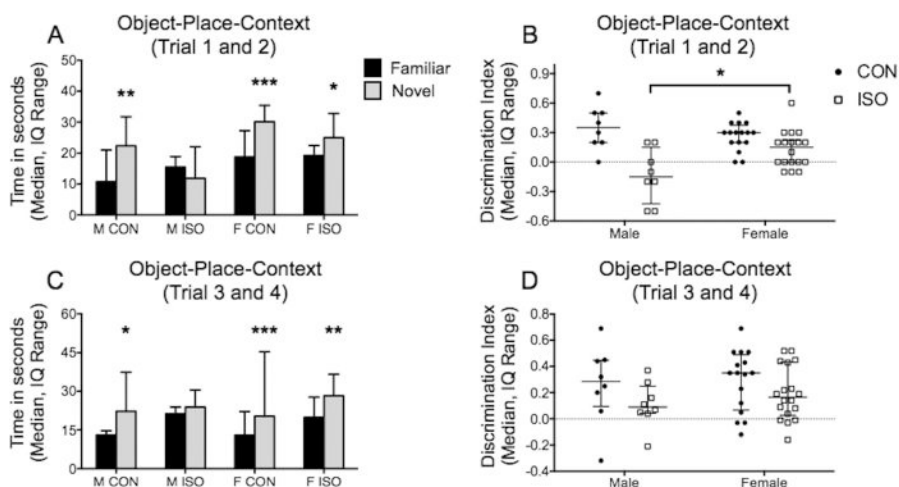 A
Object-Place-Context
(Trial 1 and 2)
Time in seconds
(Median, IQ Range)
50
40
30
20
10
0
**
***
*
Familiar
Novel
M CON
M ISO
F CON
F ISO
B
Object-Place-Context
(Trial 1 and 2)
Discrimination Index
(Median, IQ Range)
0.9
0.6
0.3
0.0
-0.3
-0.6
*
CON
ISO
Male
Female
C
Object-Place-Context
(Trial 3 and 4)
Time in seconds
(Median, IQ Range)
60
45
30
15
0
*
***
**
M CON
M ISO
F CON
F ISO
D
Object-Place-Context
(Trial 3 and 4)
Discrimination Index
(Median, IQ Range)
0.8
0.6
0.4
0.2
0.0
-0.2
-0.4
Male
Female